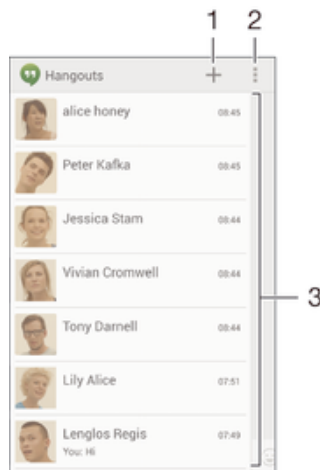 1 2
Hangouts
alice honey 08:45
Peter Kafka 08:45
Jessica Stam 08:44
Vivian Cromwell 08:44
3
Tony Darnell 08:44
Lily Alice 07:51
Lenglos Regis 07:49
You: Hi